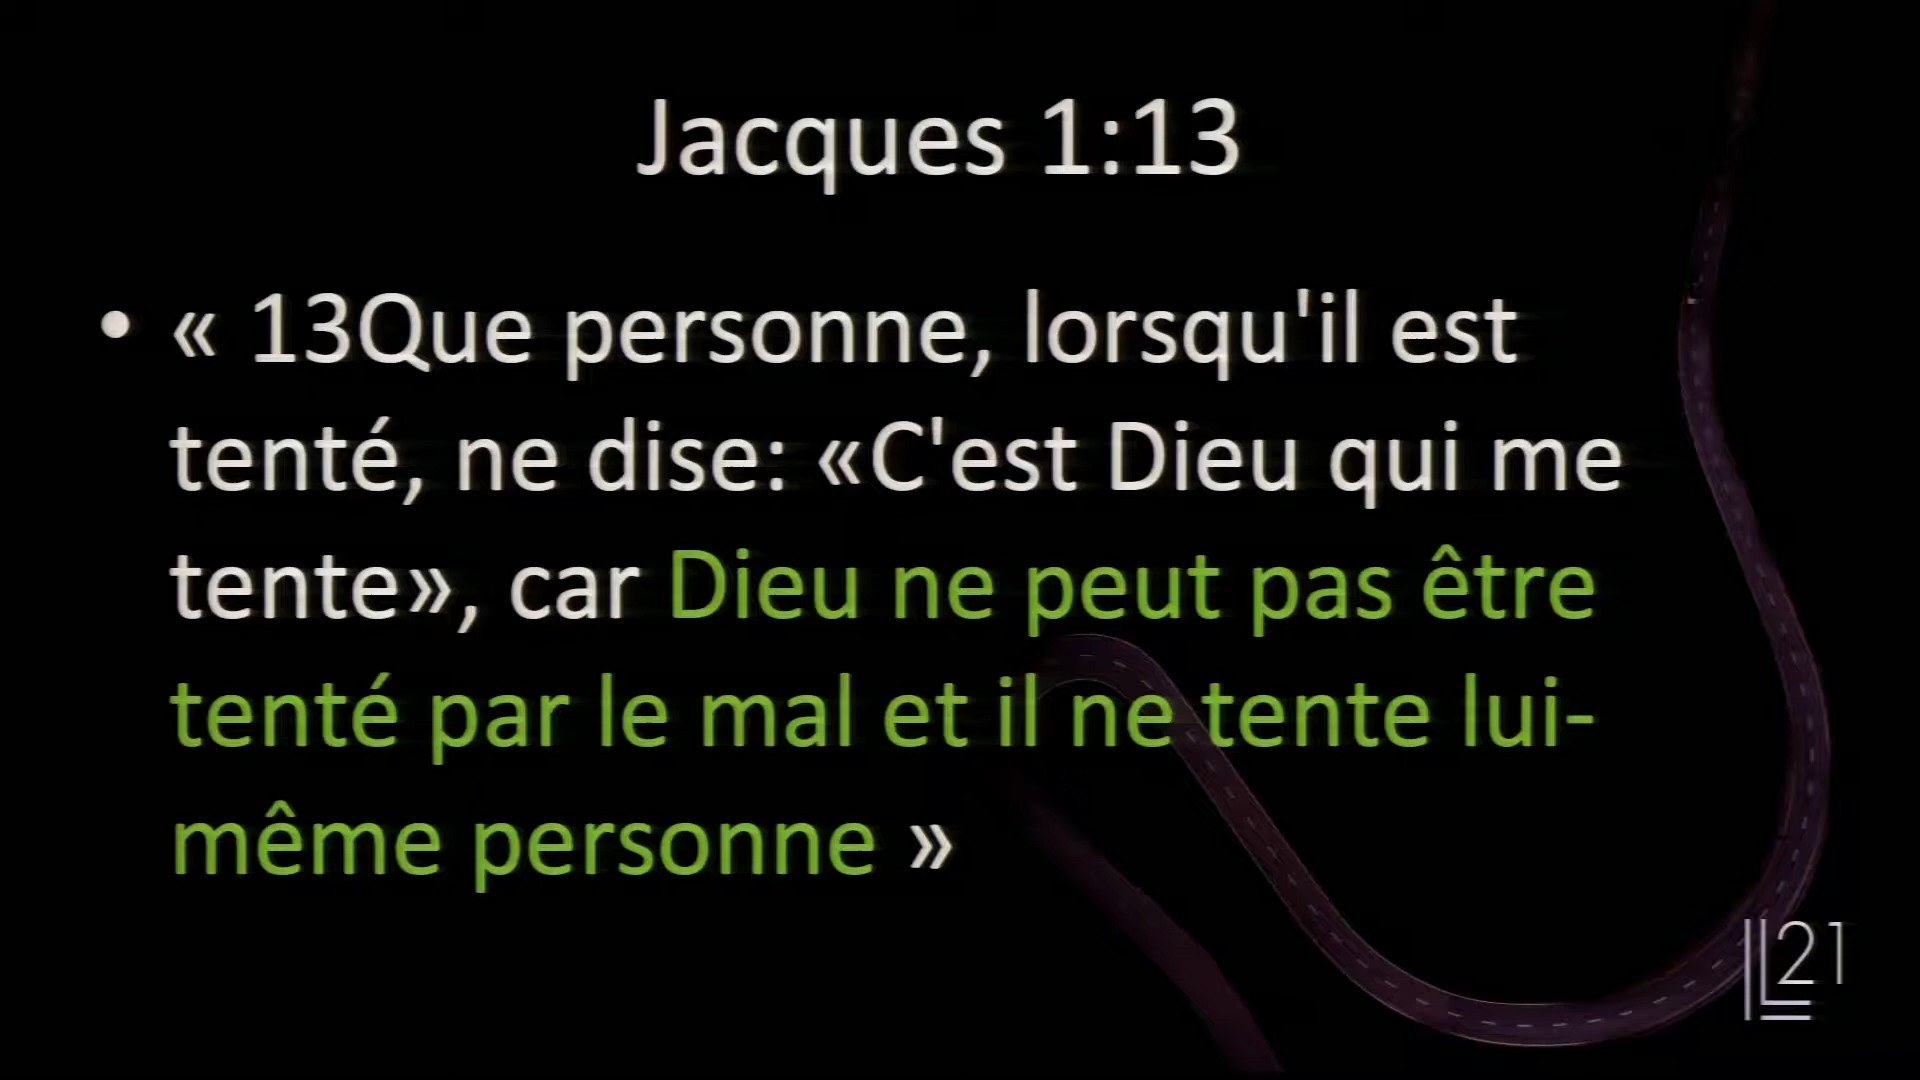 Jacques 1:13
• « 13Que personne, lorsqu'il est
tenté, ne dise: «C'est Dieu qui me
tente», car Dieu ne peut pas être
tenté par le mal et il ne tente lui-
même personne »
L21